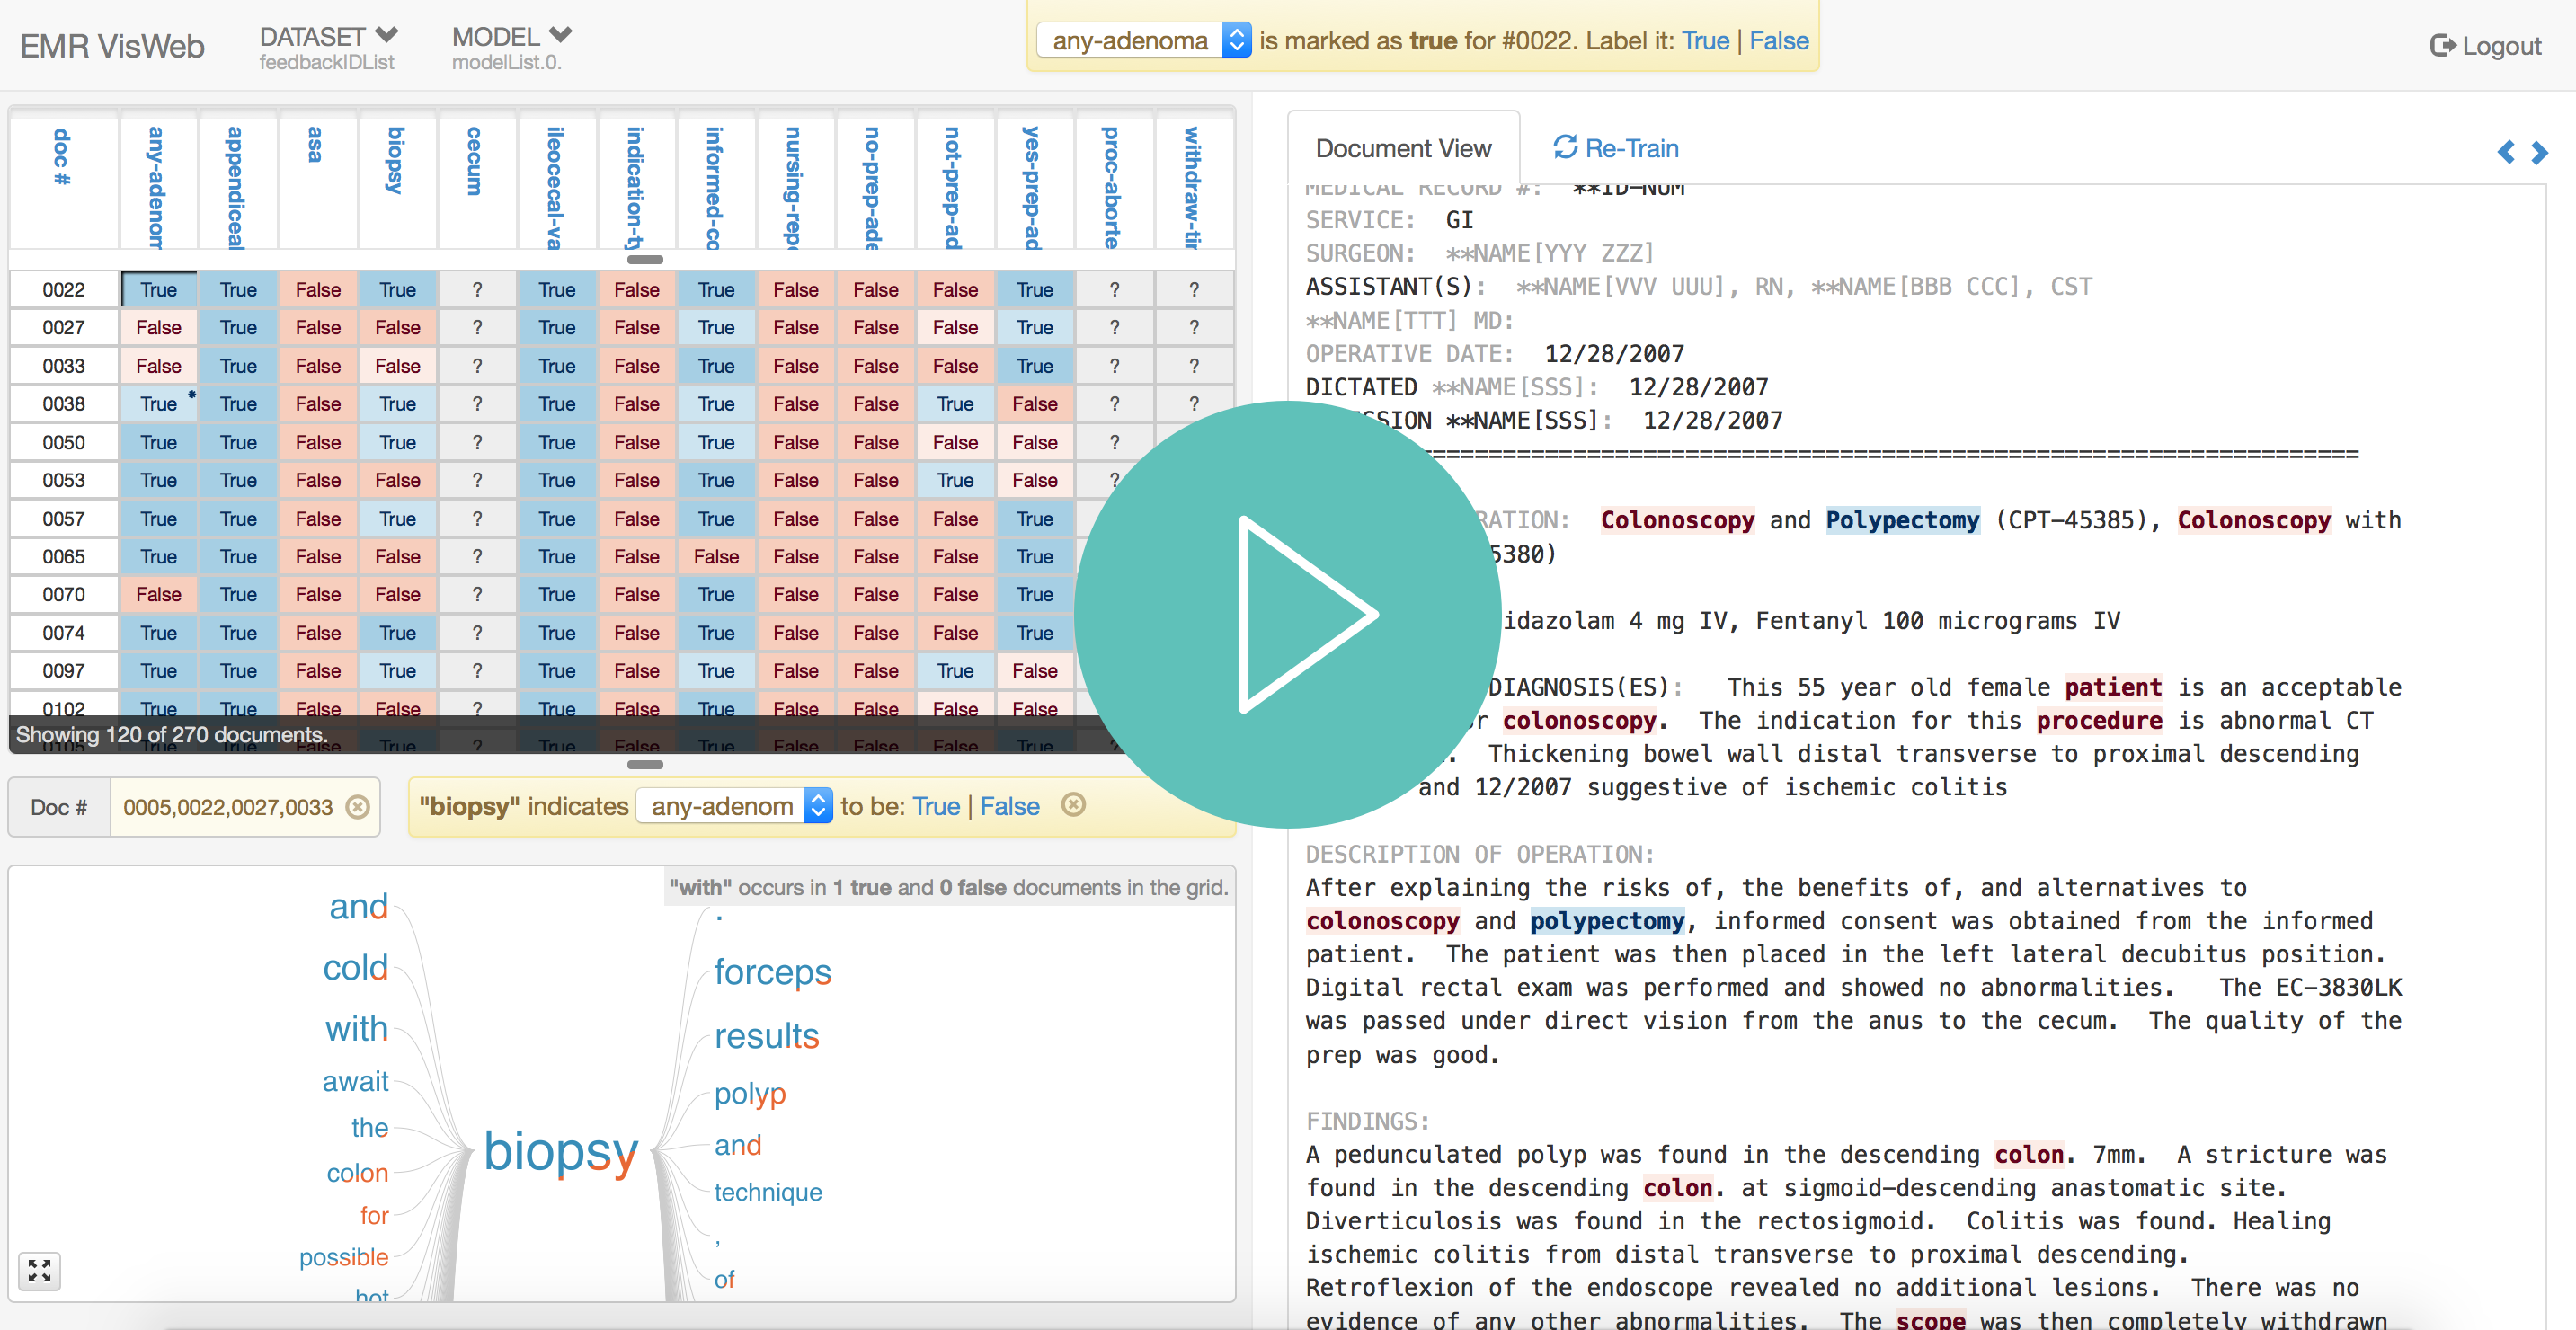 EMR VisWeb
DATASET
feedbackIDList
MODEL
modelList.0.
any-adenoma is marked as true for #0022. Label it: True | False
Logout
doc # any-adenom appendiceal asa biopsy cecum ileocecal-va indication-ty informed-co nursing-repo no-prep-ade not-prep-ad yes-prep-ad proc-aborte withdraw-tir
0022 True True False True ? True False True False False False True ? ?
0027 False True False False ? True False True False False False True ? ?
0033 False True False False ? True False True False False False True ? ?
0038 True * True False True ? True False True False False True False ? ?
0050 True True False True ? True False True False False False False ?
0053 True True False False ? True False True False False True False ?
0057 True True False True ? True False True False False False True
0065 True True False False ? True False False False False False True
0070 False True False False ? True False True False False False True
0074 True True False True ? True False True False False False True
0097 True True False True ? True False True False False True False
0102 True True False False ? True False True False False False False
0105 True True False False ? True False True False False False True ?
Showing 120 of 270 documents.
Doc # 0005,0022,0027,0033
"biopsy" indicates any-adenom to be: True | False
"with" occurs in 1 true and 0 false documents in the grid.
and
cold
with
await
the
colon
for
possible
hot
biopsy
.
forceps
results
polyp
and
technique
,
of
Document View
Re-Train
MEDICAL RECORD #: **ID-NUM
SERVICE: GI
SURGEON: **NAME[YYY ZZZ]
ASSISTANT(S): **NAME[VVV UUU], RN, **NAME[BBB CCC], CST
**NAME[TTT] MD:
OPERATIVE DATE: 12/28/2007
DICTATED **NAME[SSS]: 12/28/2007
SSION **NAME[SSS]: 12/28/2007
==================================================================
RATION: Colonoscopy and Polypectomy (CPT-45385), Colonoscopy with
5380)
idazolam 4 mg IV, Fentanyl 100 micrograms IV
DIAGNOSIS(ES): This 55 year old female patient is an acceptable
r colonoscopy. The indication for this procedure is abnormal CT
. Thickening bowel wall distal transverse to proximal descending
and 12/2007 suggestive of ischemic colitis
DESCRIPTION OF OPERATION:
After explaining the risks of, the benefits of, and alternatives to
colonoscopy and polypectomy, informed consent was obtained from the informed
patient. The patient was then placed in the left lateral decubitus position.
Digital rectal exam was performed and showed no abnormalities. The EC-3830LK
was passed under direct vision from the anus to the cecum. The quality of the
prep was good.
FINDINGS:
A pedunculated polyp was found in the descending colon. 7mm. A stricture was
found in the descending colon. at sigmoid-descending anastomatic site.
Diverticulosis was found in the rectosigmoid. Colitis was found. Healing
ischemic colitis from distal transverse to proximal descending.
Retroflexion of the endoscope revealed no additional lesions. There was no
evidence of any other abnormalities. The scope was then completely withdrawn